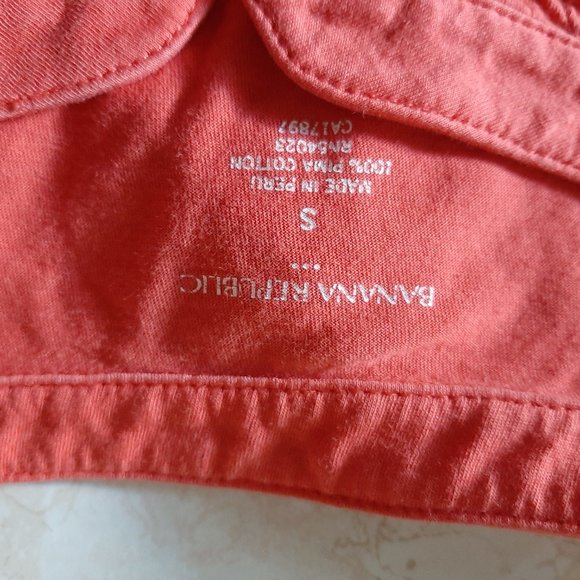 BANANA REPUBLIC
...
S
MADE IN PERU
100% PIMA COTTON
RN54023
CA17897